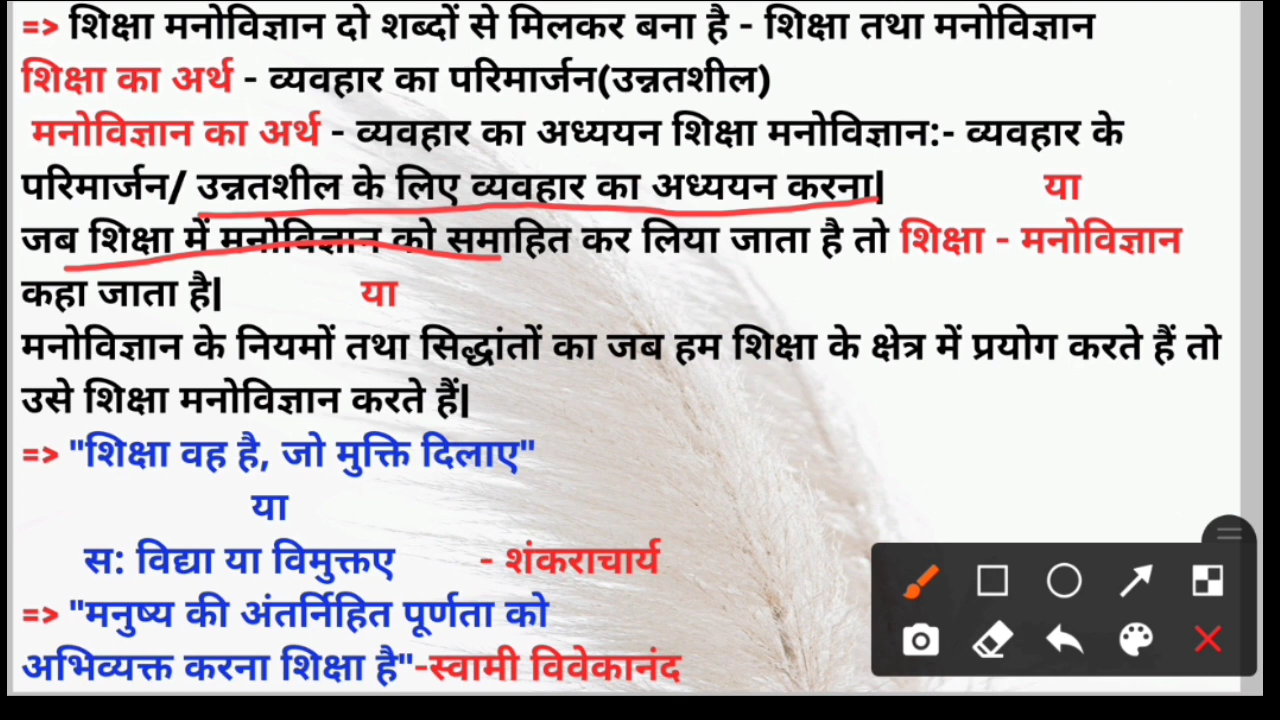 => शिक्षा मनोविज्ञान दो शब्दों से मिलकर बना है - शिक्षा तथा मनोविज्ञान
शिक्षा का अर्थ - व्यवहार का परिमार्जन(उन्नतशील)
मनोविज्ञान का अर्थ - व्यवहार का अध्ययन शिक्षा मनोविज्ञान:- व्यवहार के
परिमार्जन/ उन्नतशील के लिए व्यवहार का अध्ययन करना| या
जब शिक्षा में मनोविज्ञान को समाहित कर लिया जाता है तो शिक्षा - मनोविज्ञान
कहा जाता है| या
मनोविज्ञान के नियमों तथा सिद्धांतों का जब हम शिक्षा के क्षेत्र में प्रयोग करते हैं तो
उसे शिक्षा मनोविज्ञान करते हैं|
=> "शिक्षा वह है, जो मुक्ति दिलाए"
या
स: विद्या या विमुक्तए - शंकराचार्य
=> "मनुष्य की अंतर्निहित पूर्णता को
अभिव्यक्त करना शिक्षा है"-स्वामी विवेकानंद